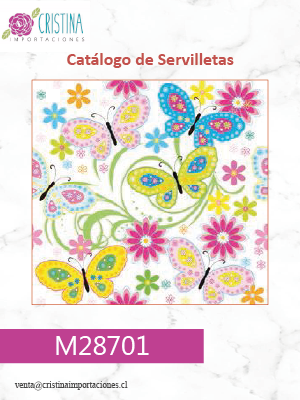 CRISTINA
IMPORTACIONES
Catálogo de Servilletas
M28701
venta@cristinaimportaciones.cl